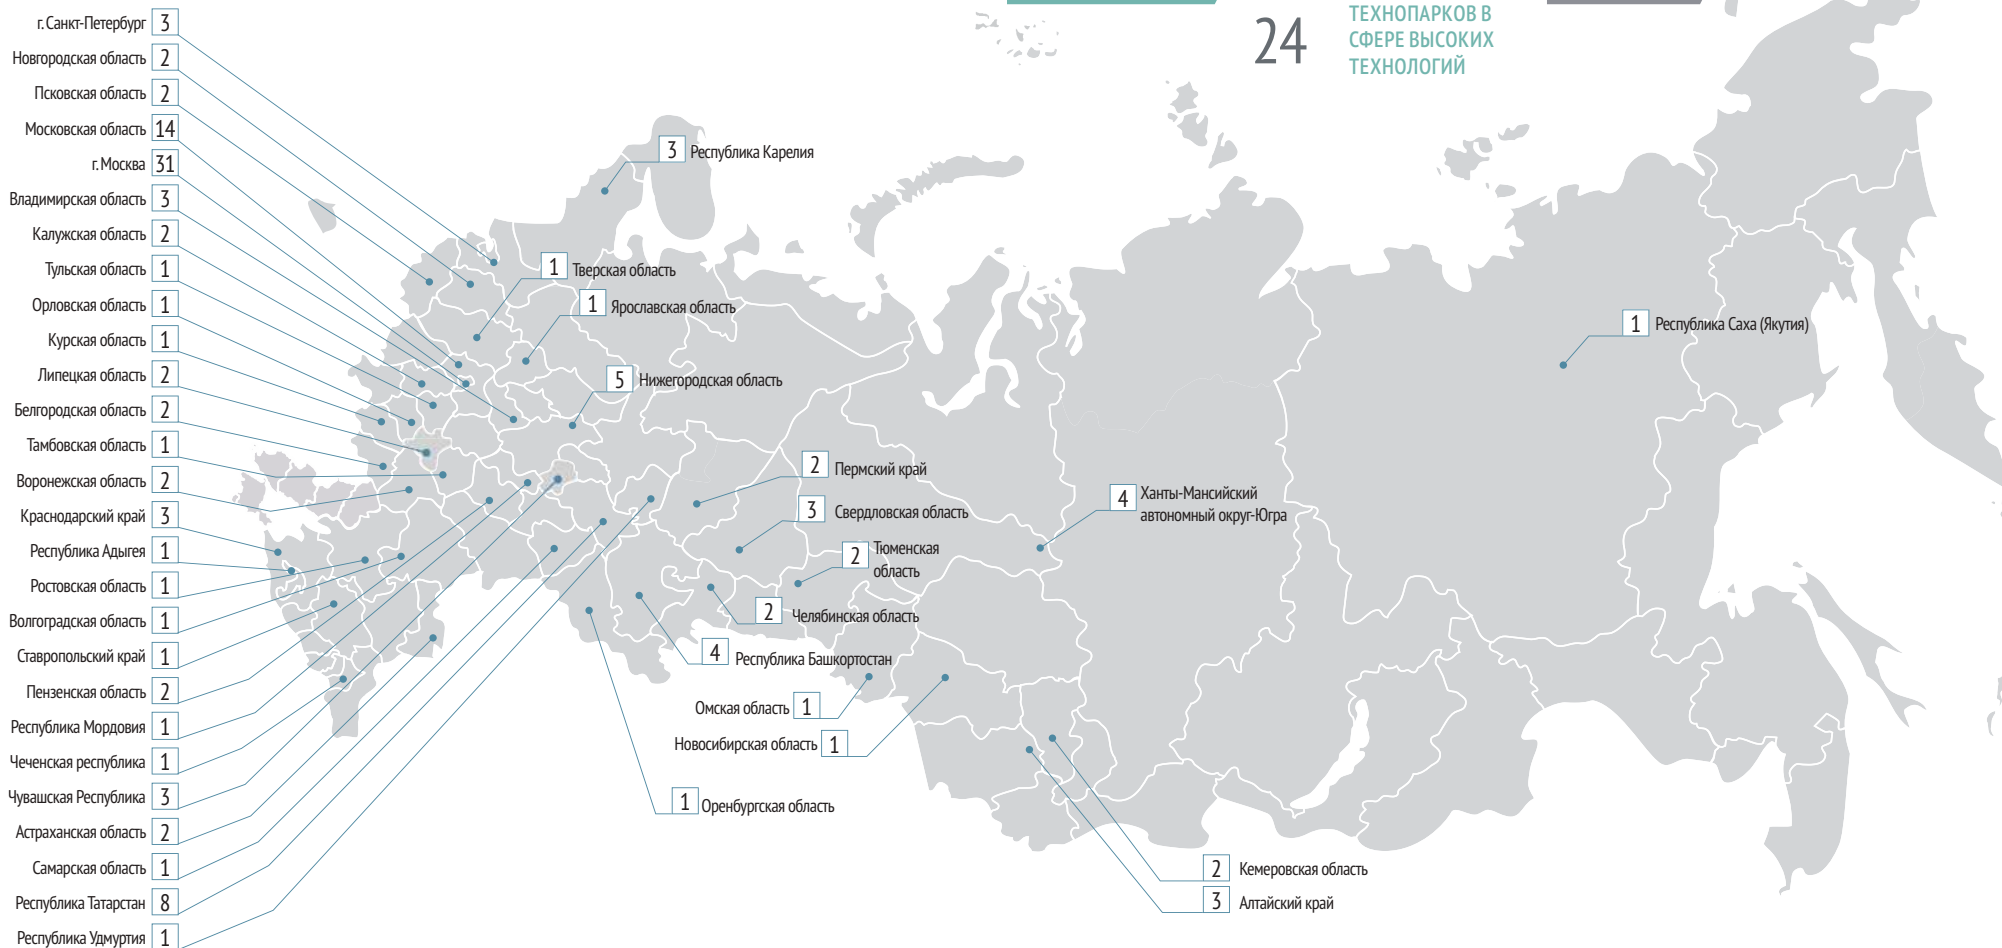 24
ТЕХНОПАРКОВ В
СФЕРЕ ВЫСОКИХ
ТЕХНОЛОГИЙ
г. Санкт-Петербург 3
Новгородская область 2
Псковская область 2
Московская область 14
г. Москва 31
Владимирская область 3
Калужская область 2
Тульская область 1
Орловская область 1
Курская область 1
Липецкая область 2
Белгородская область 2
Тамбовская область 1
Воронежская область 2
Краснодарский край 3
Республика Адыгея 1
Ростовская область 1
Волгоградская область 1
Ставропольский край 1
Пензенская область 2
Республика Мордовия 1
Чеченская республика 1
Чувашская Республика 3
Астраханская область 2
Самарская область 1
Республика Татарстан 8
Республика Удмуртия 1
3 Республика Карелия
1 Тверская область
1 Ярославская область
5 Нижегородская область
2 Пермский край
3 Свердловская область
2 Тюменская
область
2 Челябинская область
4 Республика Башкортостан
Омская область 1
Новосибирская область 1
1 Оренбургская область
4 Ханты-Мансийский
автономный округ-Югра
1 Республика Саха (Якутия)
2 Кемеровская область
3 Алтайский край